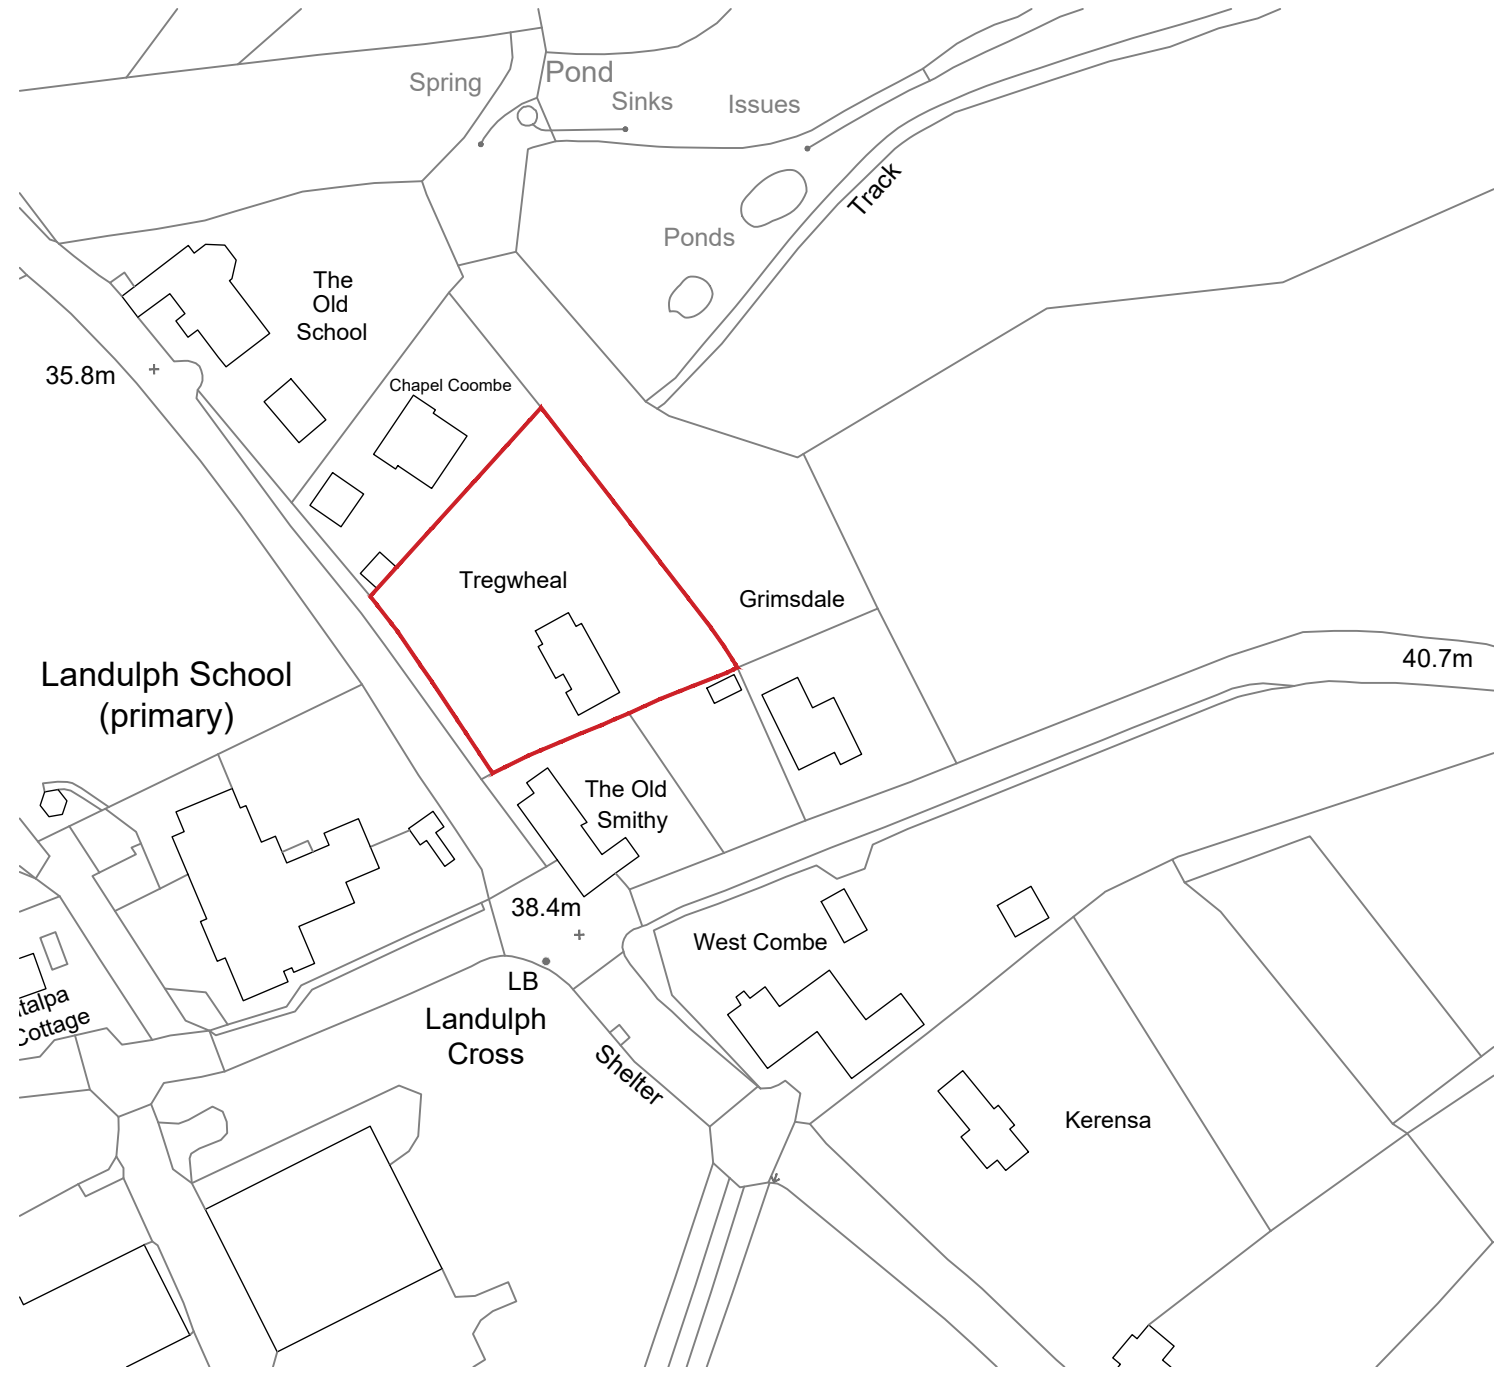 Spring
Pond
Sinks
Issues
Track
Ponds
The
Old
School
35.8m
Chapel Coombe
Tregwheal
Grimsdale
40.7m
Landulph School
(primary)
The Old
Smithy
38.4m
West Combe
LB
talpa
Cottage
Landulph
Cross
Shelter
Kerensa